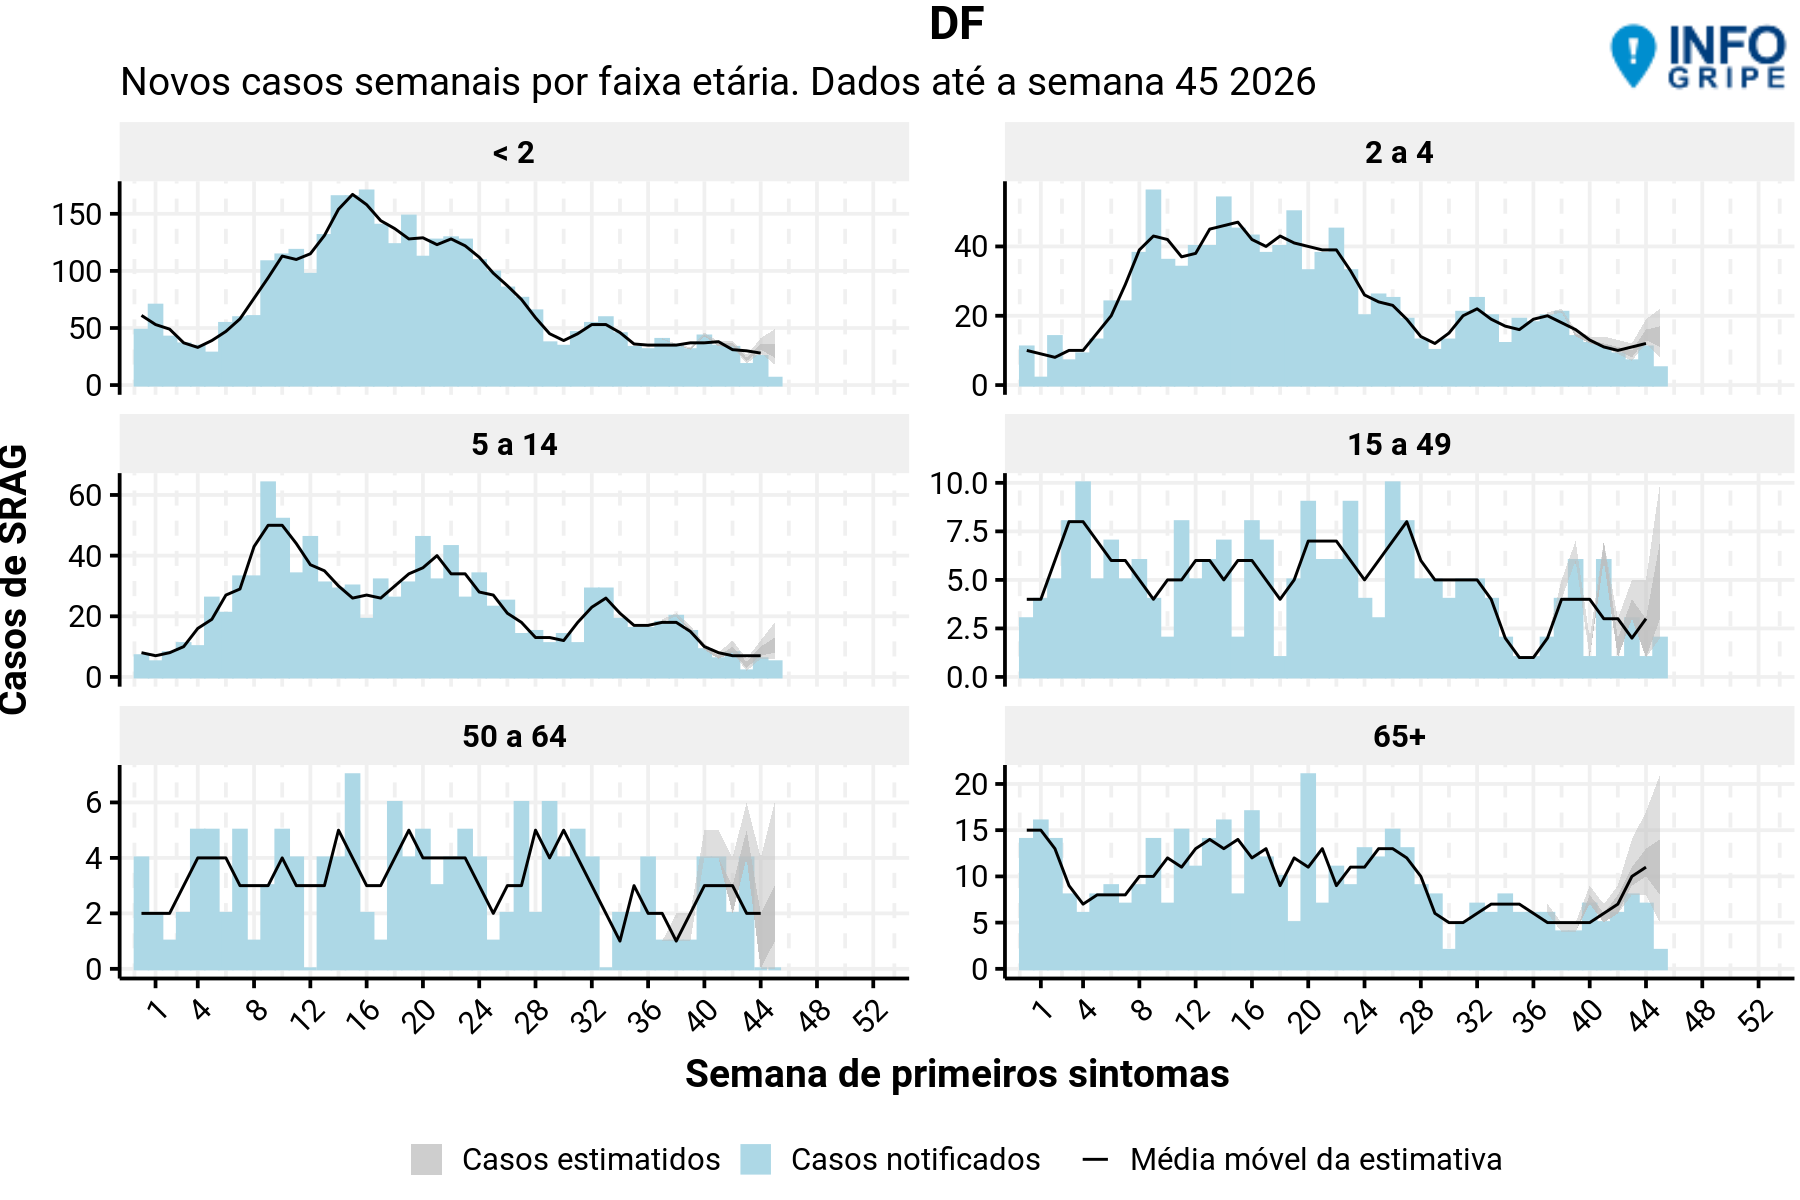 DF
INFO
GRIPE
Novos casos semanais por faixa etária. Dados até a semana 45 2026
< 2
2 a 4
150
100
50
0
40
20
0
5 a 14
15 a 49
60
40
20
0
10.0
7.5
5.0
2.5
0.0
50 a 64
65+
6
4
2
0
20
15
10
5
0
1 4 8 12 16 20 24 28 32 36 40 44 48 52
1 4 8 12 16 20 24 28 32 36 40 44 48 52
Casos de SRAG
Semana de primeiros sintomas
Casos estimatidos Casos notificados Média móvel da estimativa